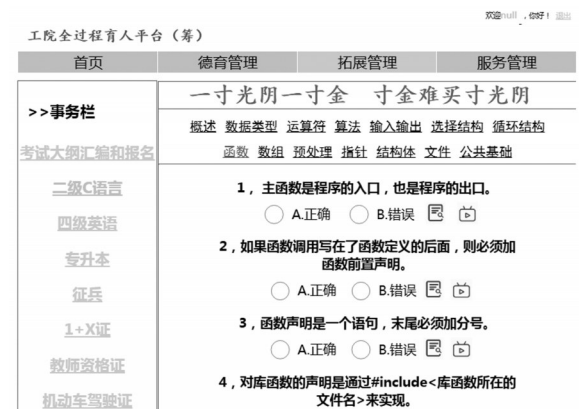 欢迎null ，你好！ 退出
工院全过程育人平台（筹）
首页 德育管理 拓展管理 服务管理
>>事务栏
考试大纲汇编和报名
二级C语言
四级英语
专升本
征兵
1+X证
教师资格证
机动车驾驶证
一寸光阴一寸金 寸金难买寸光阴
概述 数据类型 运算符 算法 输入输出 选择结构 循环结构
函数 数组 预处理 指针 结构体 文件 公共基础
1，主函数是程序的入口，也是程序的出口。
A.正确 B.错误
2，如果函数调用写在了函数定义的后面，则必须加
函数前置声明。
A.正确 B.错误
3，函数声明是一个语句，末尾必须加分号。
A.正确 B.错误
4，对库函数的声明是通过#include<库函数所在的
文件名>来实现。